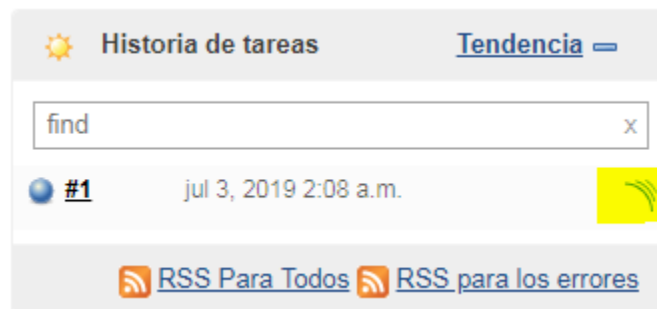 Historia de tareas Tendencia
find x
#1 jul 3, 2019 2:08 a.m.
RSS Para Todos RSS para los errores